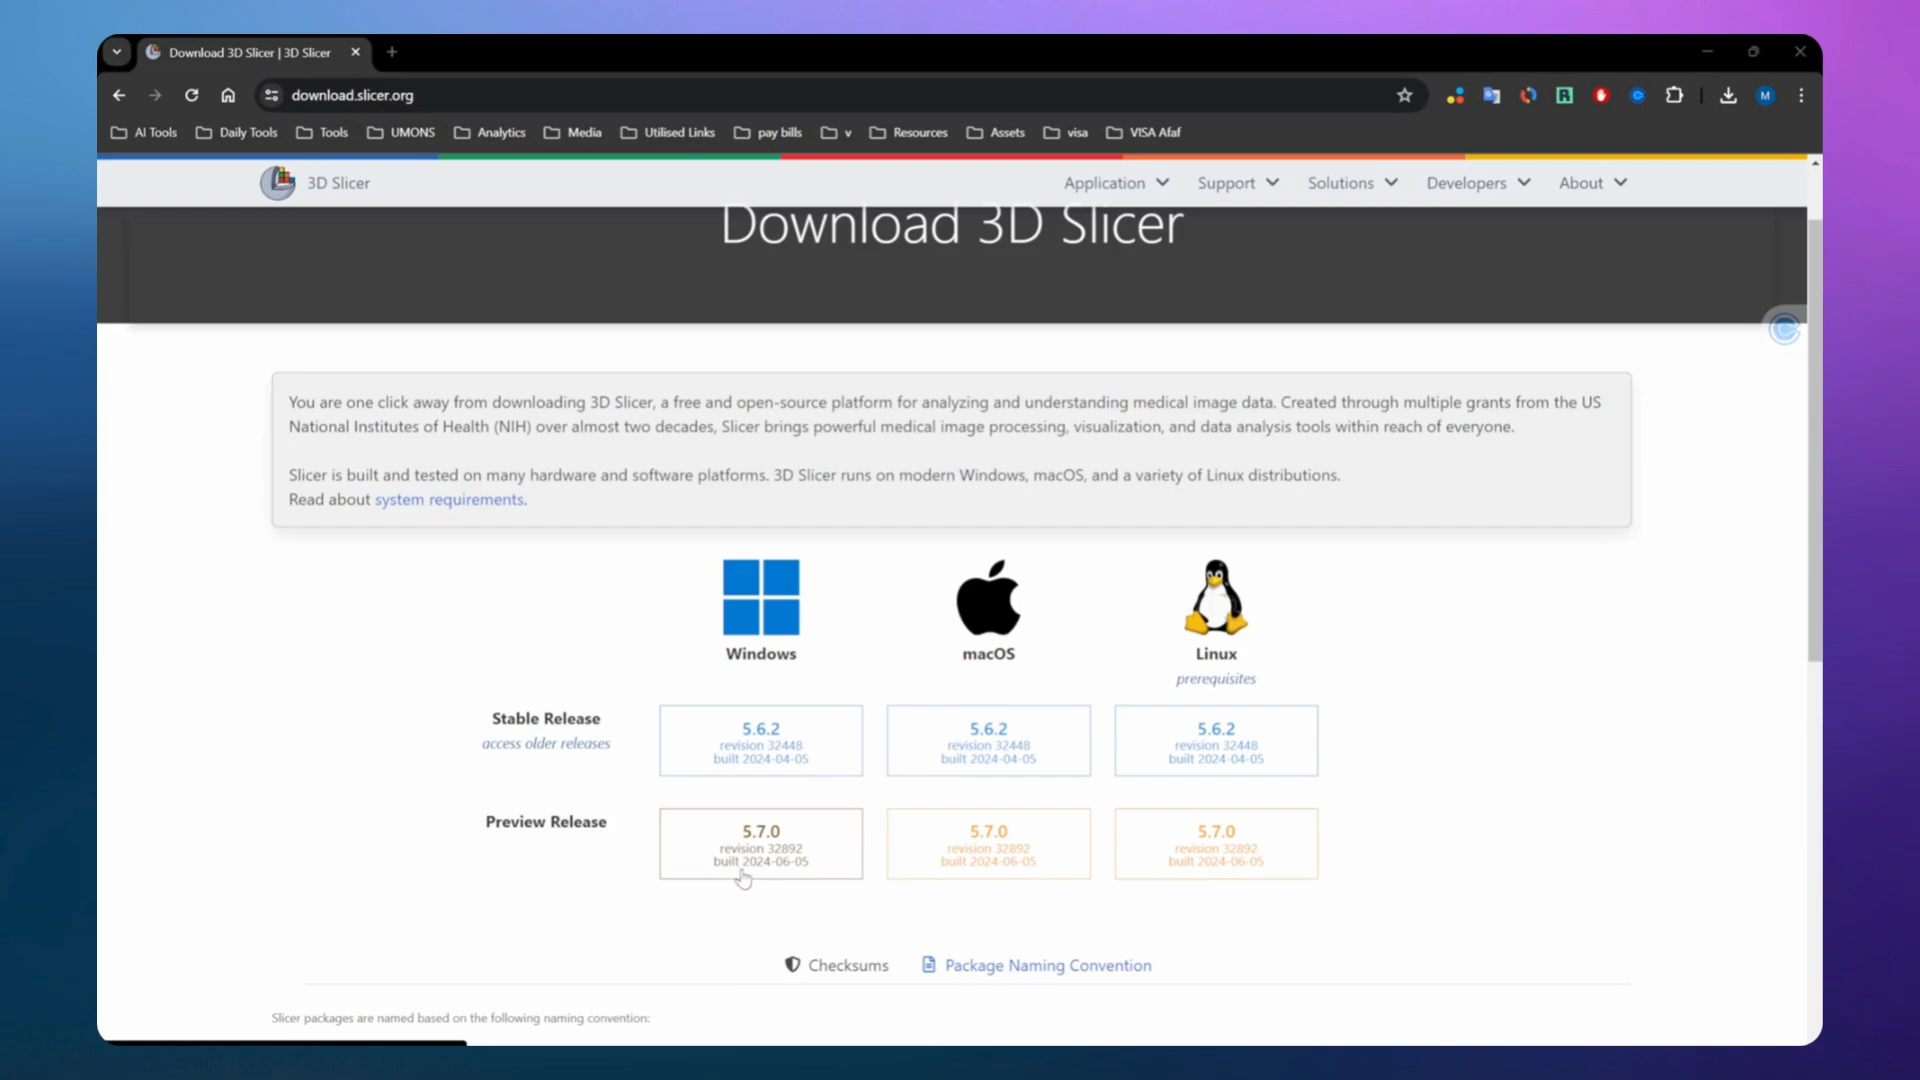 Download 3D Slicer | 3D Slicer
download.slicer.org
M
AI Tools
Daily Tools
Tools
UMONS
Analytics
Media
Utilised Links
pay bills
v
Resources
Assets
visa
VISA Afaf
3D Slicer
Application
Support
Solutions
Developers
About
Download 3D Slicer
You are one click away from downloading 3D Slicer, a free and open-source platform for analyzing and understanding medical image data. Created through multiple grants from the US
National Institutes of Health (NIH) over almost two decades, Slicer brings powerful medical image processing, visualization, and data analysis tools within reach of everyone.
Slicer is built and tested on many hardware and software platforms. 3D Slicer runs on modern Windows, macOS, and a variety of Linux distributions.
Read about system requirements.
Windows
macOS
Linux
prerequisites
Stable Release
access older releases
5.6.2
revision 32448
built 2024-04-05
5.6.2
revision 32448
built 2024-04-05
5.6.2
revision 32448
built 2024-04-05
Preview Release
5.7.0
revision 32892
built 2024-06-05
5.7.0
revision 32892
built 2024-06-05
5.7.0
revision 32892
built 2024-06-05
Checksums
Package Naming Convention
Slicer packages are named based on the following naming convention: